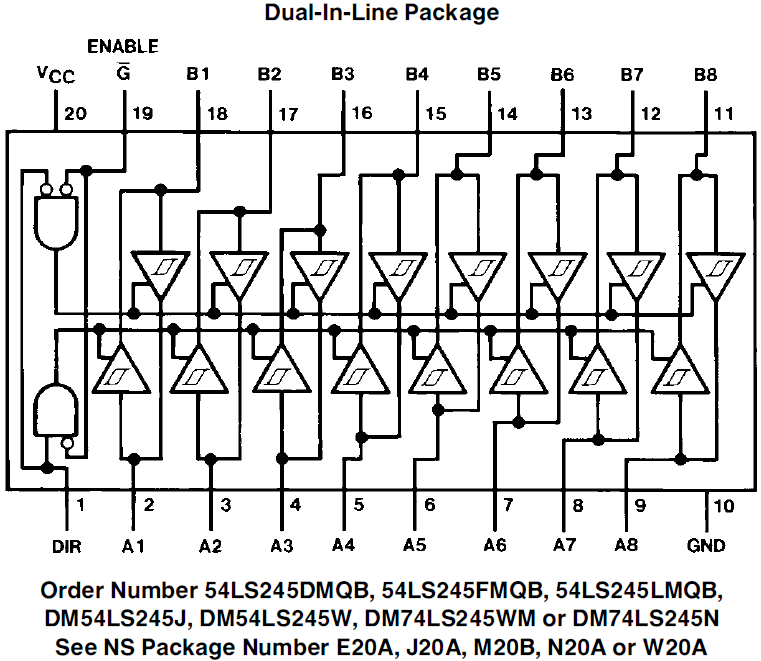 Dual-In-Line Package
ENABLE
VCC G̅ B1 B2 B3 B4 B5 B6 B7 B8
20 19 18 17 16 15 14 13 12 11
1 2 3 4 5 6 7 8 9 10
DIR A1 A2 A3 A4 A5 A6 A7 A8 GND
Order Number 54LS245DMQB, 54LS245FMQB, 54LS245LMQB,
DM54LS245J, DM54LS245W, DM74LS245WM or DM74LS245N
See NS Package Number E20A, J20A, M20B, N20A or W20A